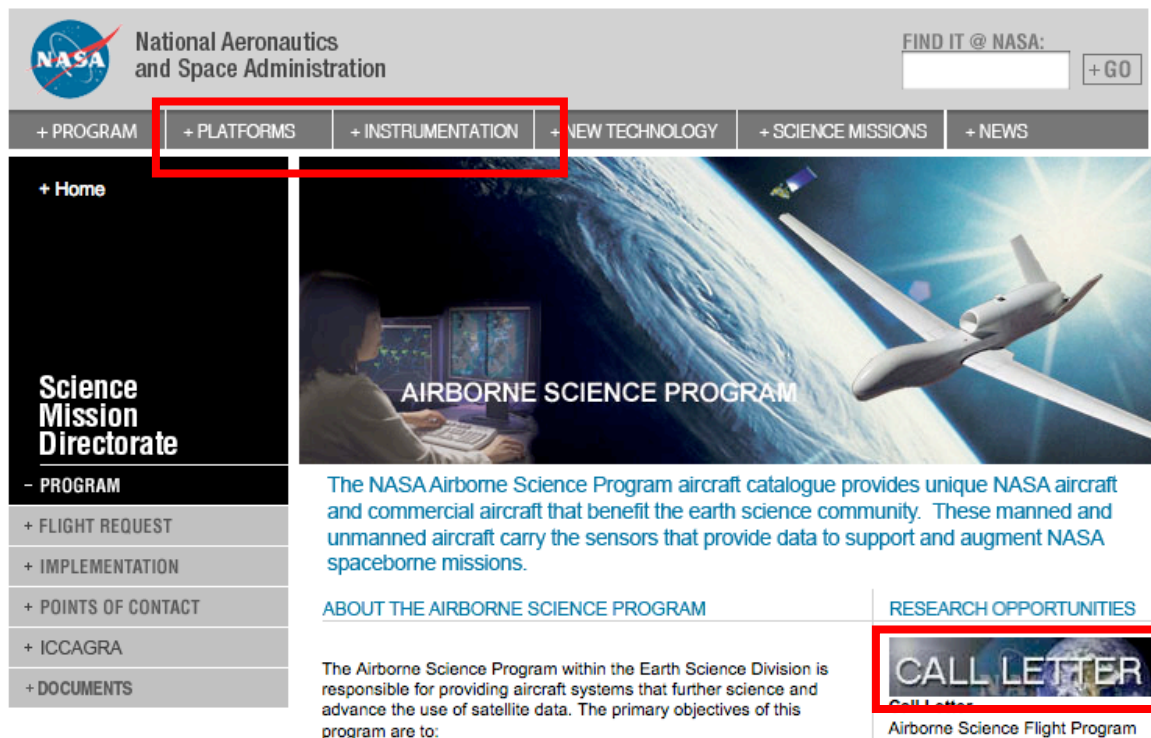 NASA
National Aeronautics
and Space Administration
FIND IT @ NASA:
+ GO
+ PROGRAM
+ PLATFORMS
+ INSTRUMENTATION
+ NEW TECHNOLOGY
+ SCIENCE MISSIONS
+ NEWS
+ Home
Science
Mission
Directorate
– PROGRAM
+ FLIGHT REQUEST
+ IMPLEMENTATION
+ POINTS OF CONTACT
+ ICCAGRA
+ DOCUMENTS
AIRBORNE SCIENCE PROGRAM
The NASA Airborne Science Program aircraft catalogue provides unique NASA aircraft
and commercial aircraft that benefit the earth science community. These manned and
unmanned aircraft carry the sensors that provide data to support and augment NASA
spaceborne missions.
ABOUT THE AIRBORNE SCIENCE PROGRAM
The Airborne Science Program within the Earth Science Division is
responsible for providing aircraft systems that further science and
advance the use of satellite data. The primary objectives of this
program are to:
RESEARCH OPPORTUNITIES
CALL LETTER
Call Letter
Airborne Science Flight Program